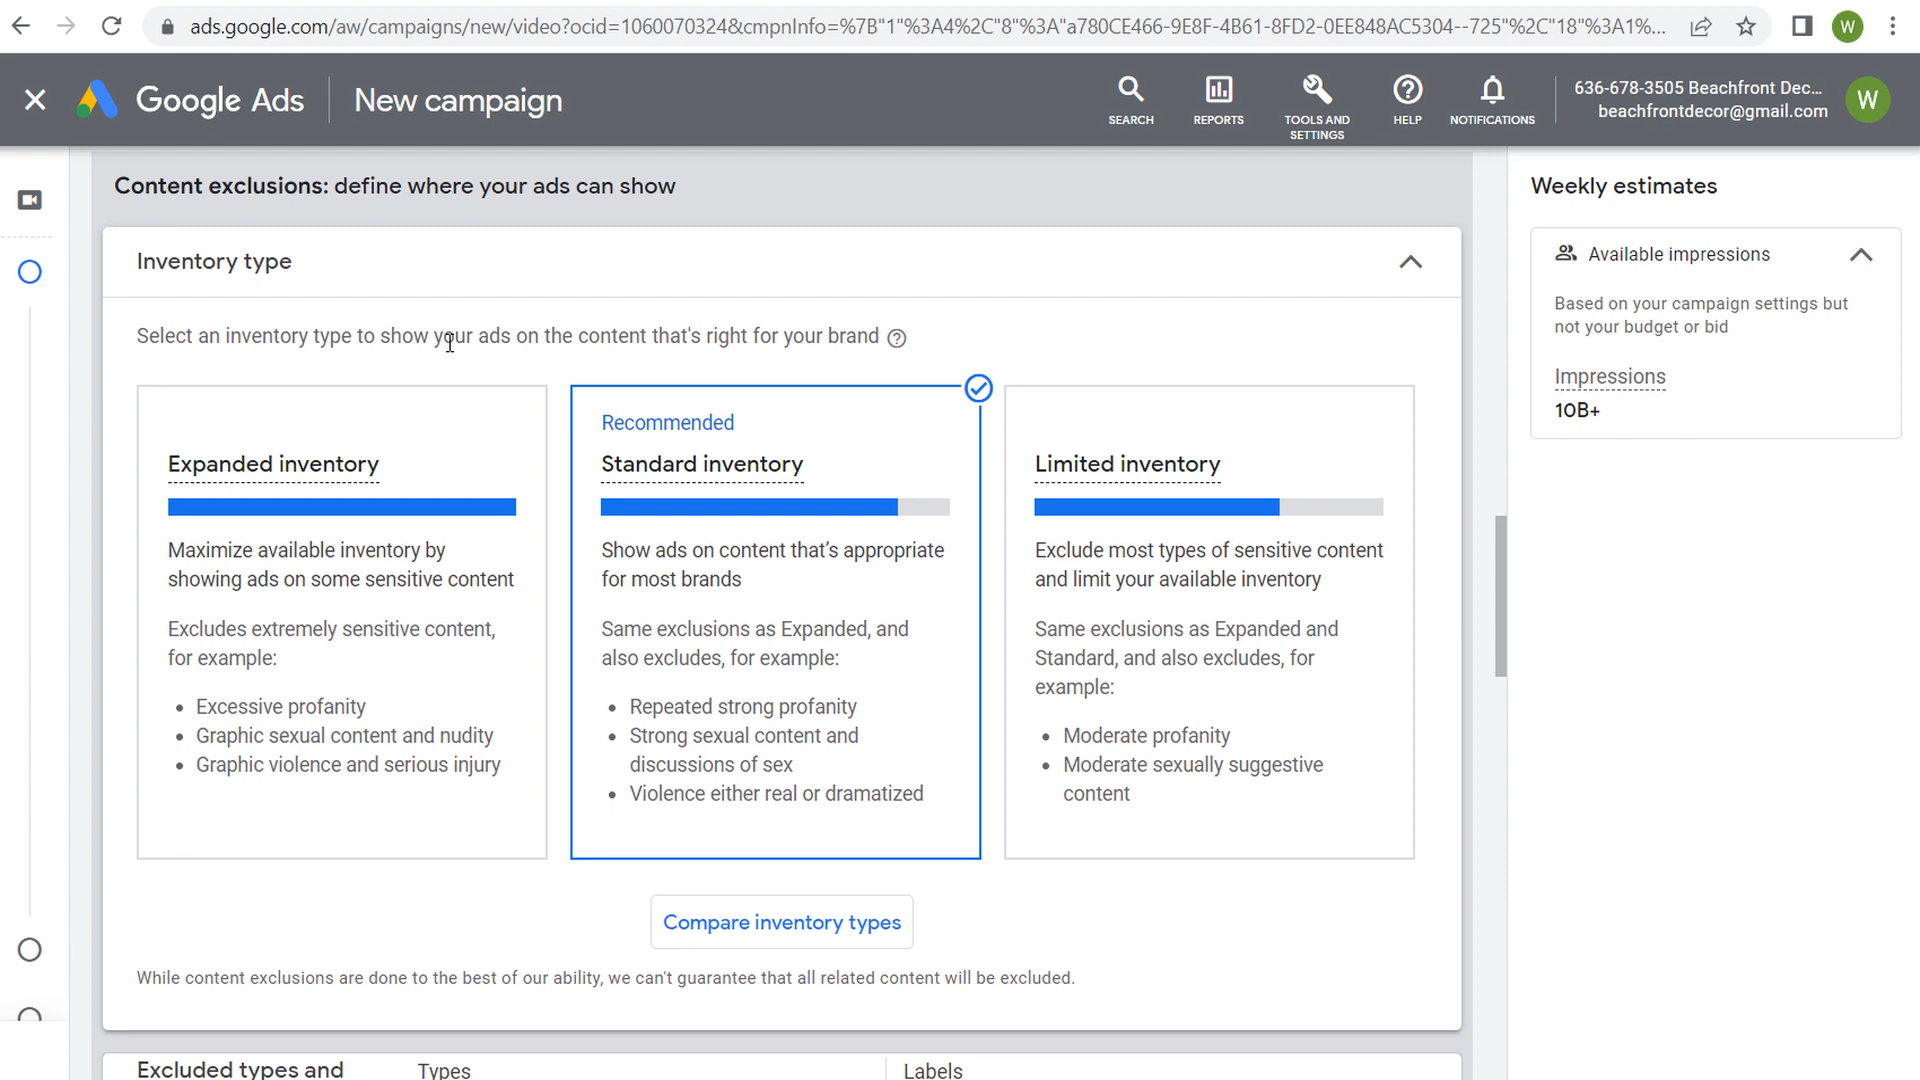 ads.google.com/aw/campaigns/new/video?ocid=1060070324&cmpnInfo=%7B"1"%3A4%2C"8"%3A"a780CE466-9E8F-4B61-8FD2-0EE848AC5304--725"%2C"18"%3A1%...
W
Google Ads
New campaign
SEARCH
REPORTS
TOOLS AND
SETTINGS
HELP
NOTIFICATIONS
636-678-3505 Beachfront Dec...
beachfrontdecor@gmail.com
W
Content exclusions: define where your ads can show
Inventory type
Select an inventory type to show your ads on the content that's right for your brand
Expanded inventory
Maximize available inventory by
showing ads on some sensitive content
Excludes extremely sensitive content,
for example:
• Excessive profanity
• Graphic sexual content and nudity
• Graphic violence and serious injury
Recommended
Standard inventory
Show ads on content that’s appropriate
for most brands
Same exclusions as Expanded, and
also excludes, for example:
• Repeated strong profanity
• Strong sexual content and
discussions of sex
• Violence either real or dramatized
Limited inventory
Exclude most types of sensitive content
and limit your available inventory
Same exclusions as Expanded and
Standard, and also excludes, for
example:
• Moderate profanity
• Moderate sexually suggestive
content
Compare inventory types
While content exclusions are done to the best of our ability, we can't guarantee that all related content will be excluded.
Excluded types and
Types
Labels
Weekly estimates
Available impressions
Based on your campaign settings but
not your budget or bid
Impressions
10B+